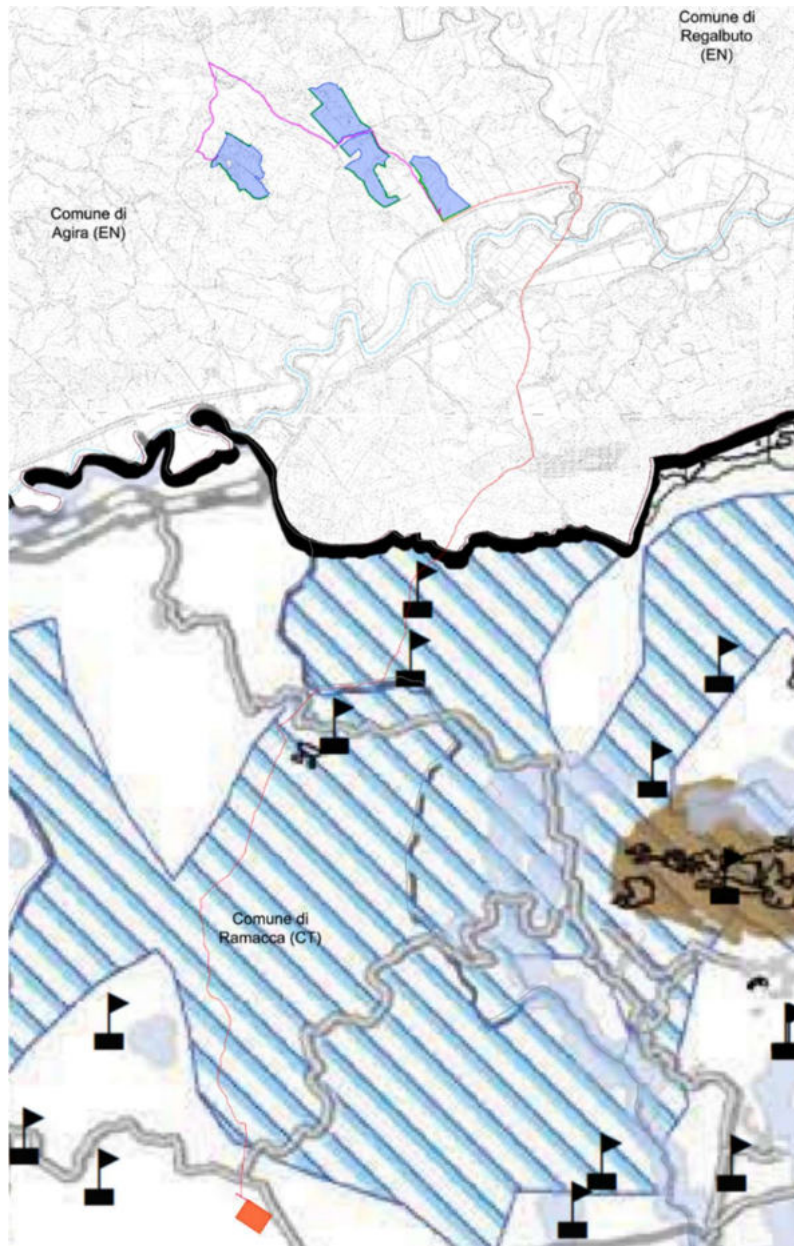 Comune di
Regalbuto
(EN)
Comune di
Agira (EN)
Comune di
Ramacca (CT)